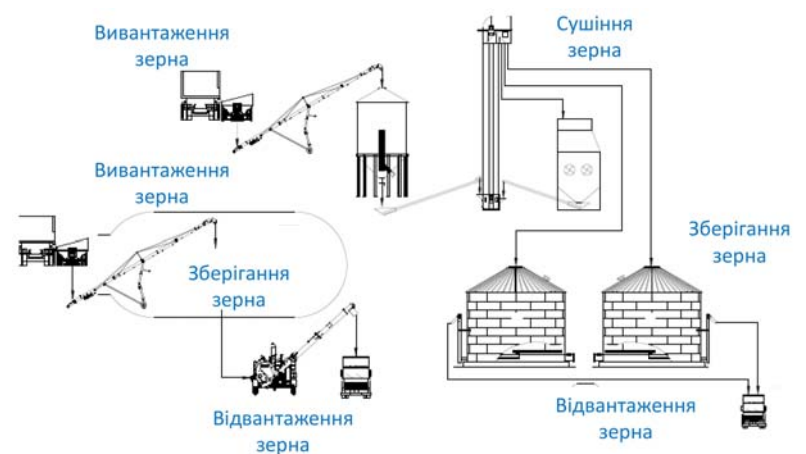 Вивантаження
зерна
Сушіння
зерна
Вивантаження
зерна
Зберігання
зерна
Зберігання
зерна
Відвантаження
зерна
Відвантаження
зерна